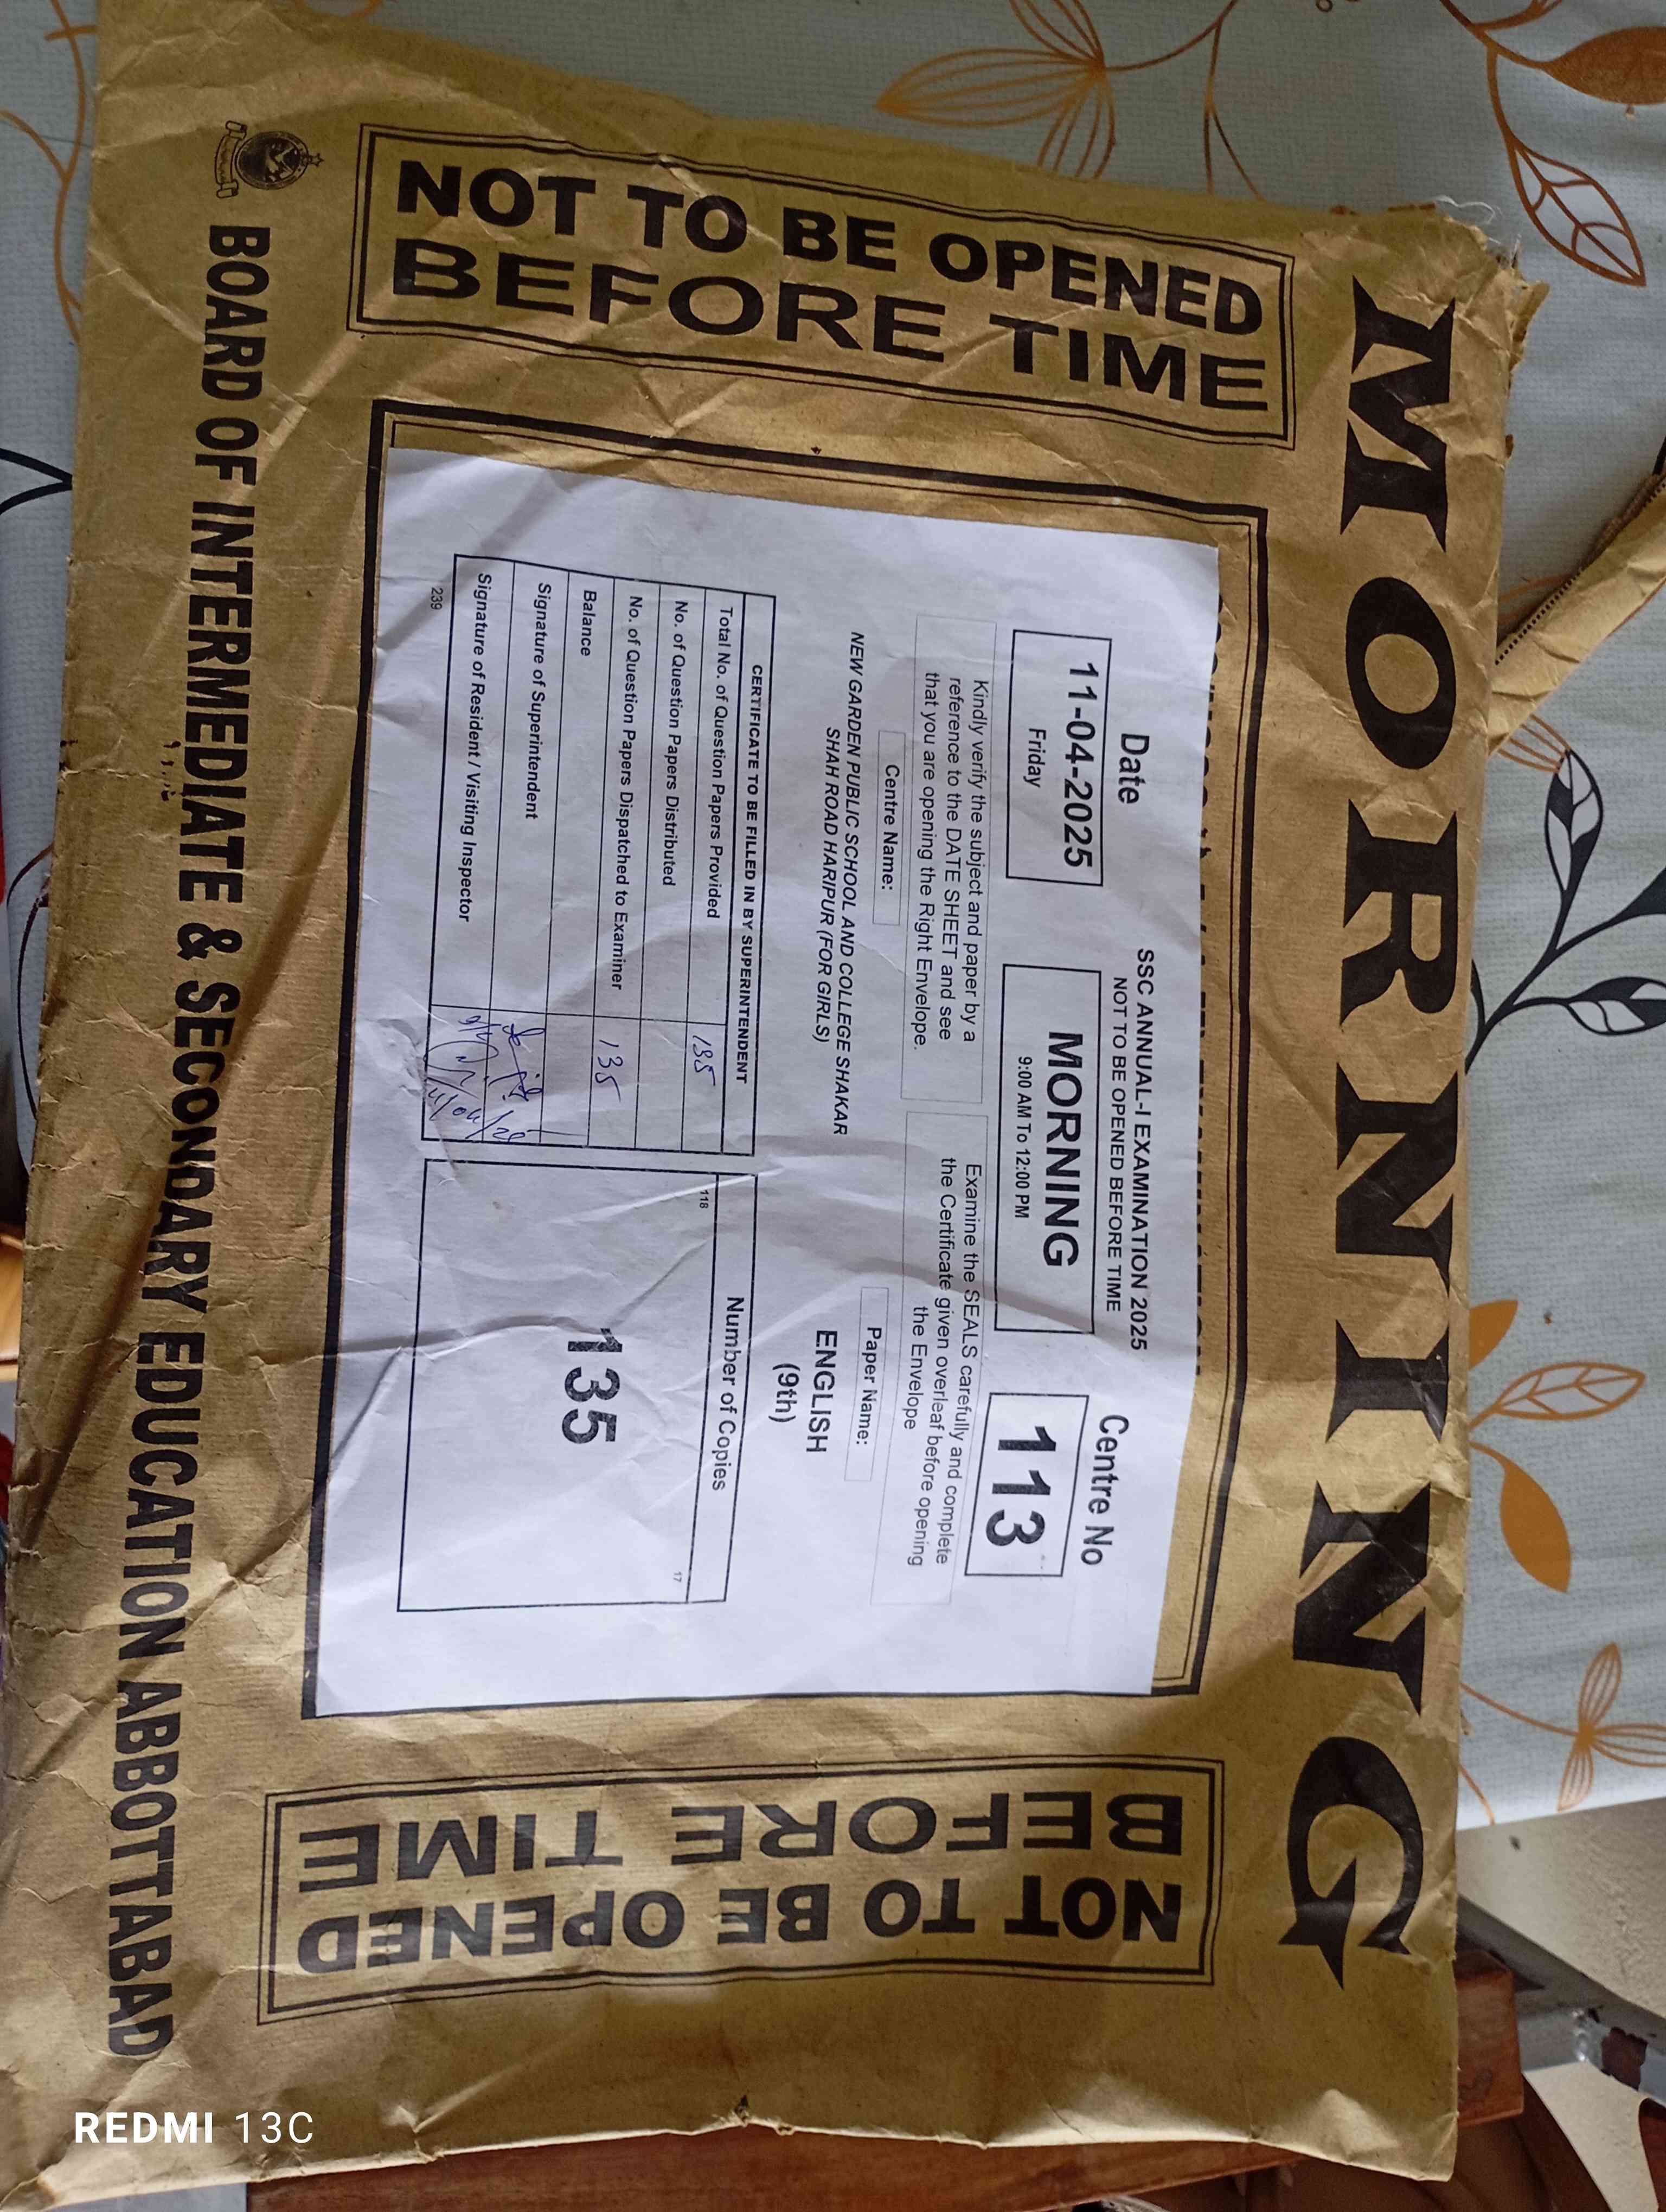 MORNING
NOT TO BE OPENED
BEFORE TIME
Date
11-04-2025
Friday
SSC ANNUAL-I EXAMINATION 2025
NOT TO BE OPENED BEFORE TIME
MORNING
9:00 AM To 12:00 PM
Centre No
113
Kindly verify the subject and paper by a
reference to the DATE SHEET and see
that you are opening the Right Envelope.
Examine the SEALS carefully and complete
the Certificate given overleaf before opening
the Envelope
Centre Name:
NEW GARDEN PUBLIC SCHOOL AND COLLEGE SHAKAR
SHAH ROAD HARIPUR (FOR GIRLS)
Paper Name:
ENGLISH
(9th)
CERTIFICATE TO BE FILLED IN BY SUPERINTENDENT
Total No. of Question Papers Provided 135
No. of Question Papers Distributed
No. of Question Papers Dispatched to Examiner 135
Balance
Signature of Superintendent
Signature of Resident / Visiting Inspector
239
Number of Copies
118
17
135
NOT TO BE OPENED
BEFORE TIME
BOARD OF INTERMEDIATE & SECONDARY EDUCATION ABBOTTABAD
REDMI 13C